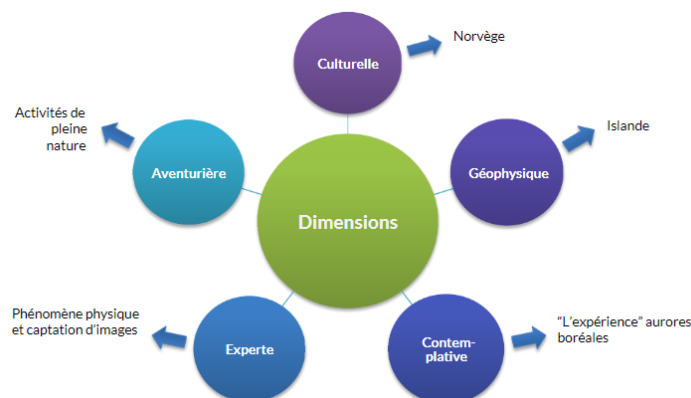 Culturelle
Norvège
Activités de
pleine
nature
Aventurière
Géophysique
Islande
Dimensions
Phénomène physique
et captation d'images
Experte
Contem-
plative
"L'expérience" aurores
boréales